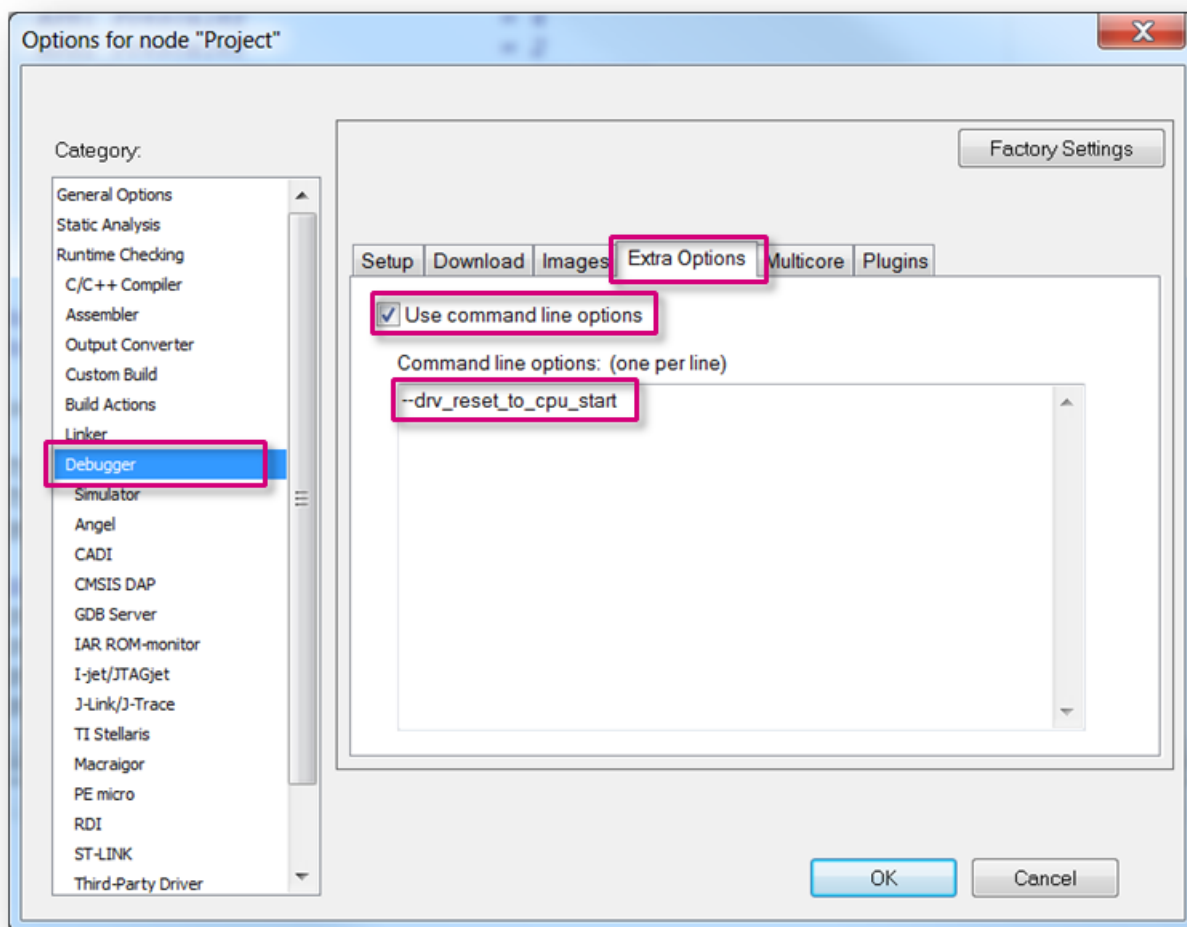 Options for node "Project"
Category:
Factory Settings
General Options
Static Analysis
Runtime Checking
C/C++ Compiler
Assembler
Output Converter
Custom Build
Build Actions
Linker
Debugger
Simulator
Angel
CADI
CMSIS DAP
GDB Server
IAR ROM-monitor
I-jet/JTAGjet
J-Link/J-Trace
TI Stellaris
Macraigor
PE micro
RDI
ST-LINK
Third-Party Driver
Setup Download Images Extra Options Multicore Plugins
Use command line options
Command line options: (one per line)
--drv_reset_to_cpu_start
OK Cancel